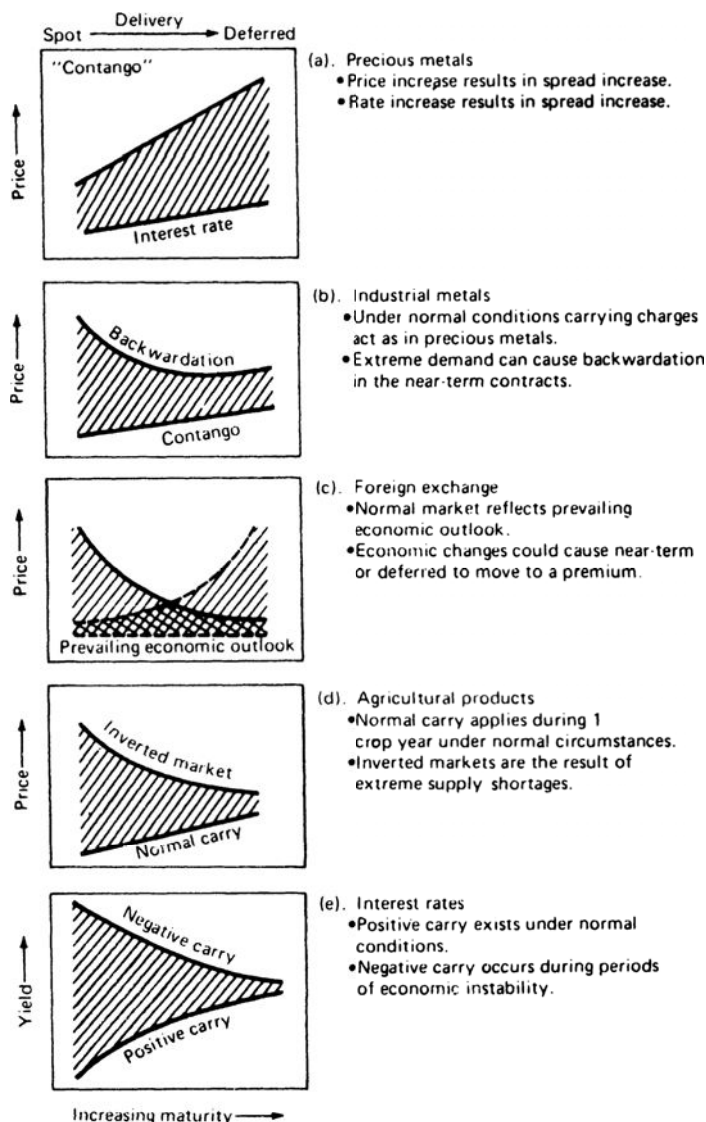 Delivery
Spot → Deferred
"Contango"
Price →
Interest rate
(a). Precious metals
•Price increase results in spread increase.
•Rate increase results in spread increase.
Price →
Backwardation
Contango
(b). Industrial metals
•Under normal conditions carrying charges
act as in precious metals.
•Extreme demand can cause backwardation
in the near-term contracts.
Price →
Prevailing economic outlook
(c). Foreign exchange
•Normal market reflects prevailing
economic outlook.
•Economic changes could cause near-term
or deferred to move to a premium.
Price →
Inverted market
Normal carry
(d). Agricultural products
•Normal carry applies during 1
crop year under normal circumstances.
•Inverted markets are the result of
extreme supply shortages.
Yield →
Negative carry
Positive carry
(e). Interest rates
•Positive carry exists under normal
conditions.
•Negative carry occurs during periods
of economic instability.
Increasing maturity →